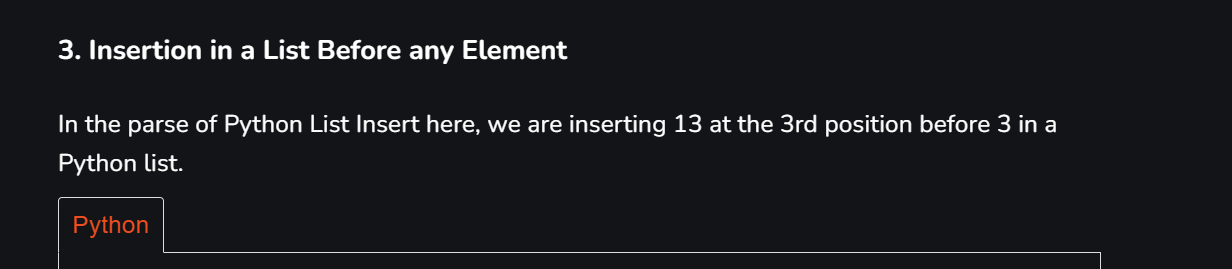 3. Insertion in a List Before any Element
In the parse of Python List Insert here, we are inserting 13 at the 3rd position before 3 in a
Python list.
Python